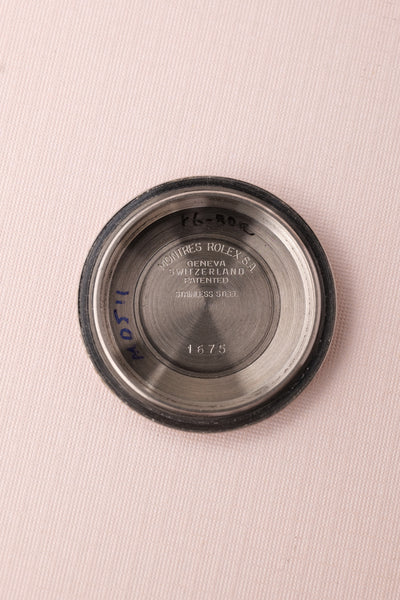 MONTRES ROLEX S.A.
GENEVA
SWITZERLAND
PATENTED
STAINLESS STEEL
1675